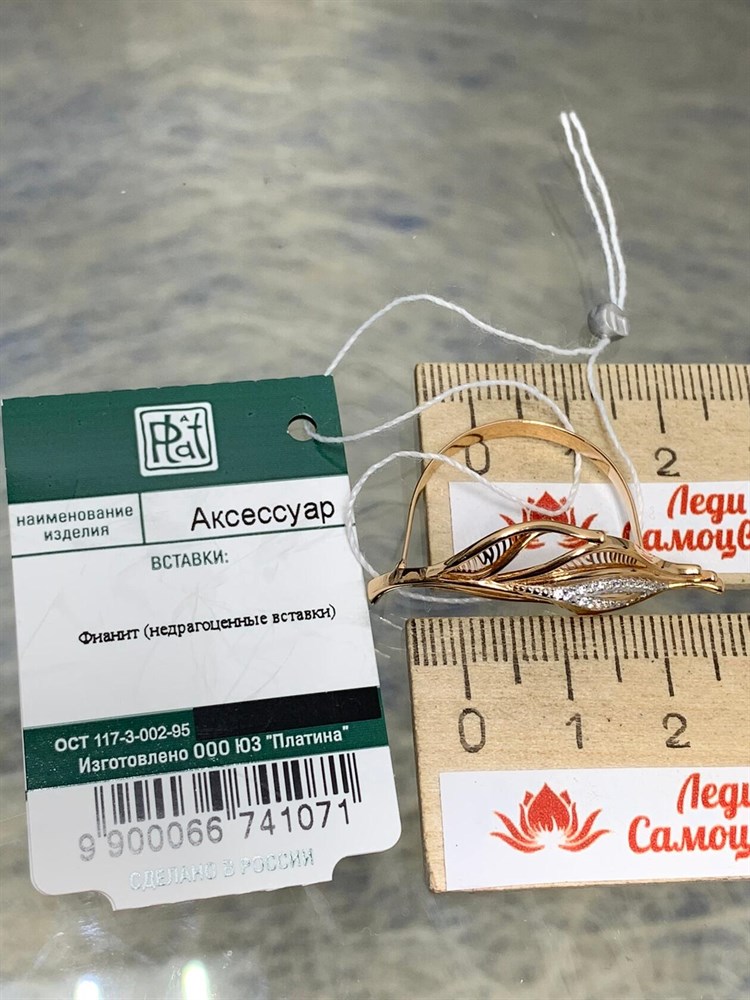 PLAt
наименование
изделия
Аксессуар
ВСТАВКИ:
Фианит (недрагоценные вставки)
ОСТ 117-3-002-95
Изготовлено ООО ЮЗ "Платина"
9 900066 741071
СДЕЛАНО В РОССИИ
0 1 2
Леди
Самоцв
0 1 2
Леди
Самоц